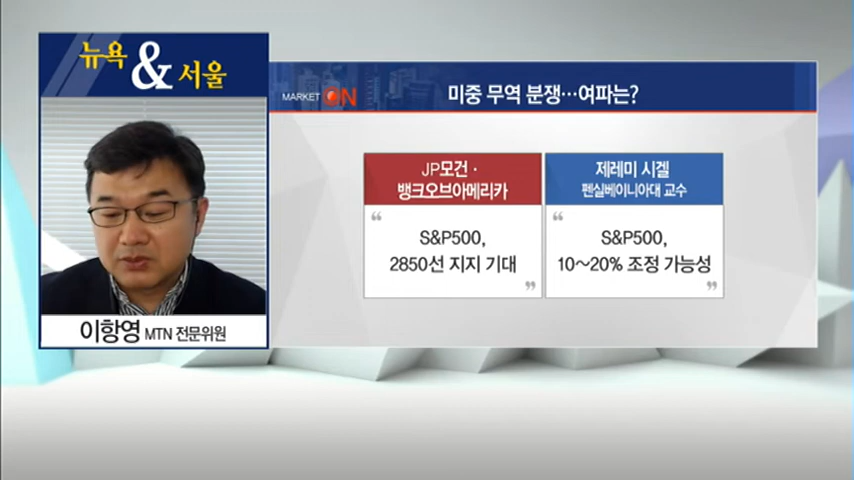 뉴욕 & 서울
이항영 MTN 전문위원
MARKET ON
미중 무역 분쟁…여파는?
JP모건·
뱅크오브아메리카
“
S&P500,
2850선 지지 기대
”
제레미 시겔
펜실베이니아대 교수
“
S&P500,
10~20% 조정 가능성
”